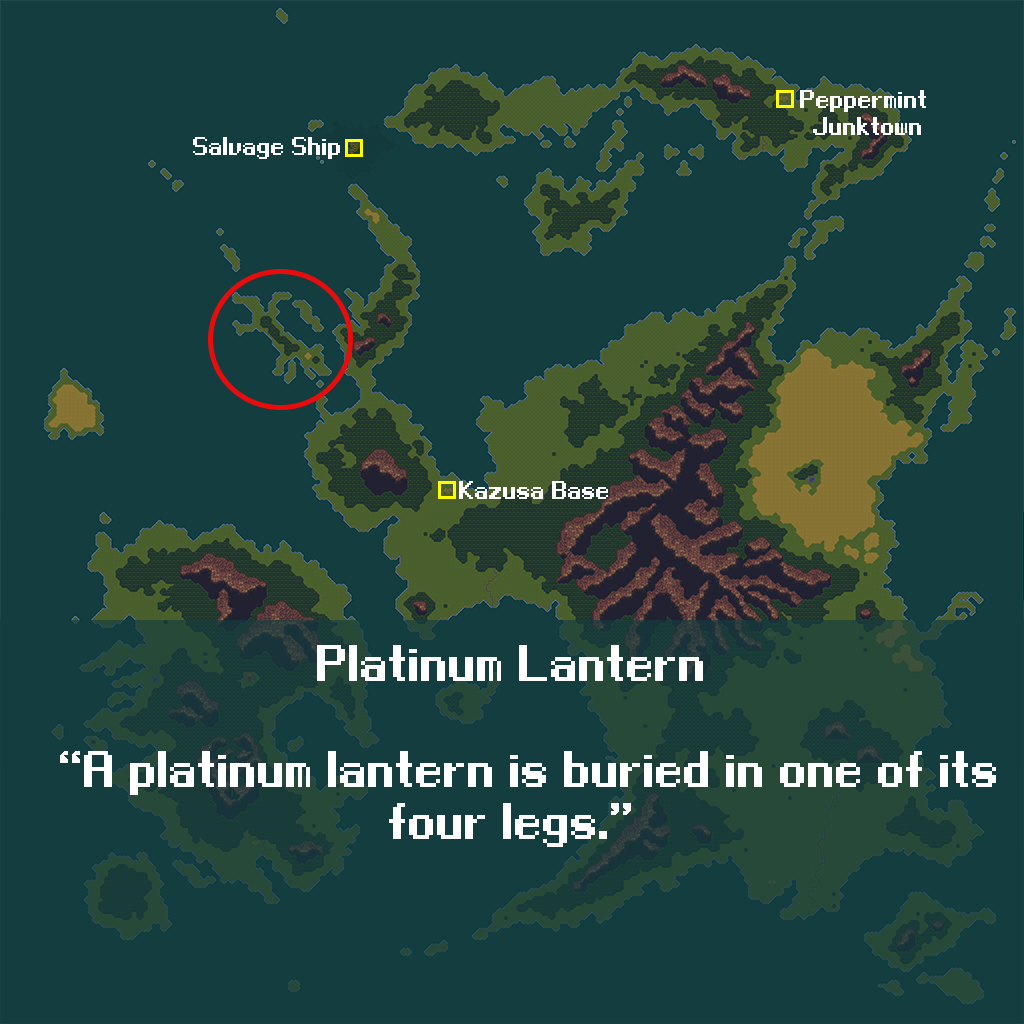 Peppermint
Junktown
Salvage Ship
Kazusa Base
Platinum Lantern
“A platinum lantern is buried in one of its
four legs.”